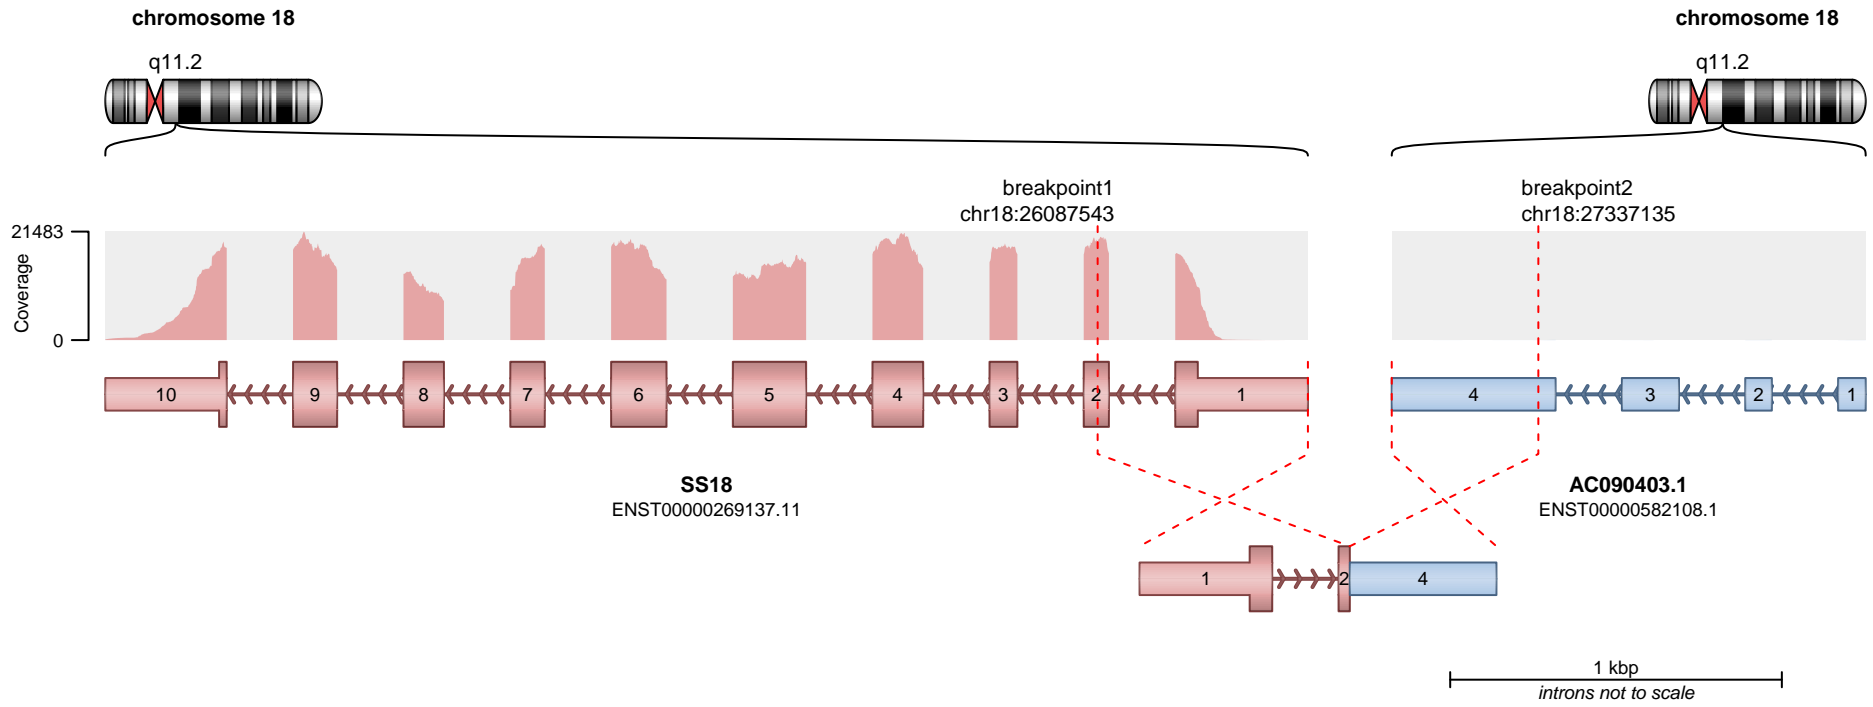 chromosome 18
chromosome 18
q11.2
q11.2
breakpoint1
chr18:26087543
breakpoint2
chr18:27337135
21483
Coverage
0
10 9 8 7 6 5 4 3 2 1
4 3 2 1
SS18
ENST00000269137.11
AC090403.1
ENST00000582108.1
1 2 4
1 kbp
introns not to scale